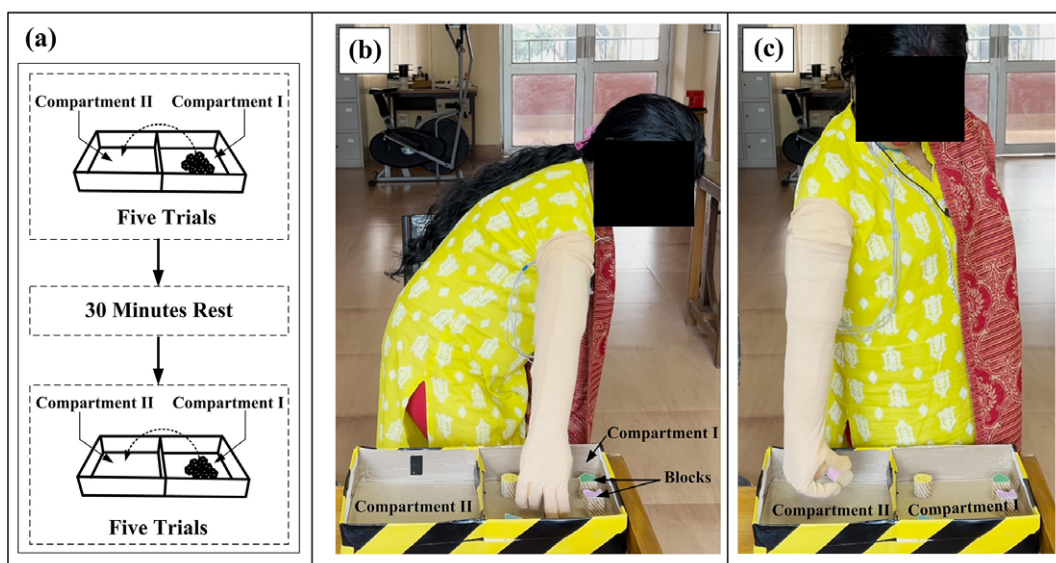 (a)
Compartment II
Compartment I
Five Trials
30 Minutes Rest
Compartment II
Compartment I
Five Trials
(b)
Compartment I
Blocks
Compartment II
(c)
Compartment II
Compartment I